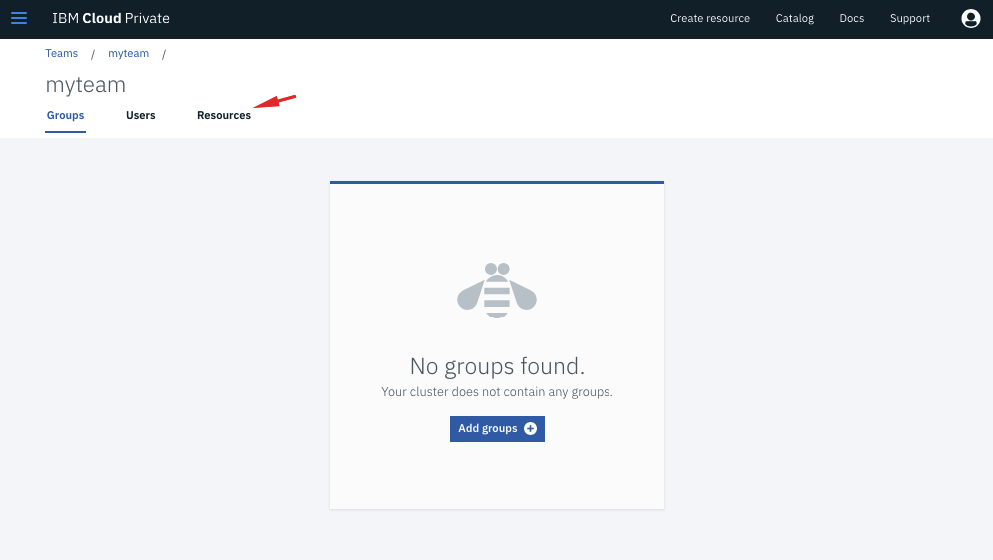 IBM Cloud Private
Create resource Catalog Docs Support
Teams / myteam /
myteam
Groups Users Resources
No groups found.
Your cluster does not contain any groups.
Add groups